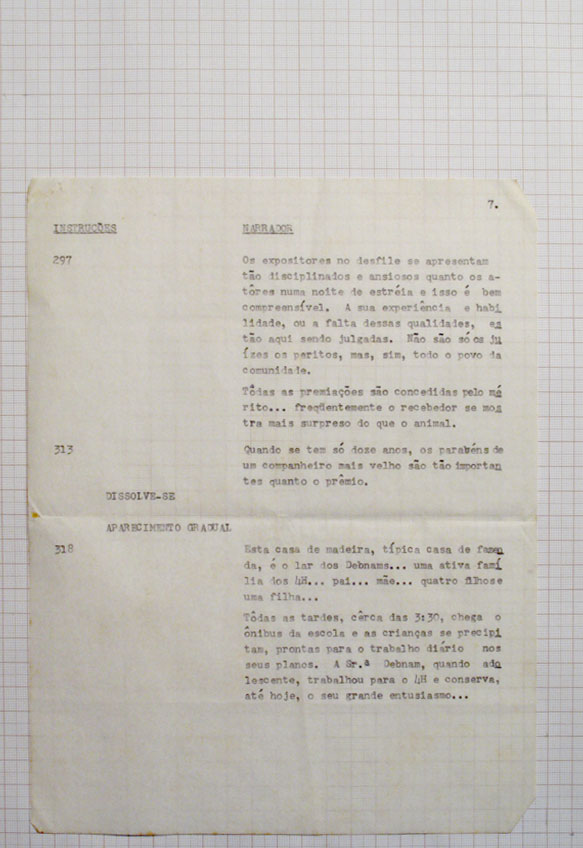 7.
INSTRUÇÕES NARRADOR
297 Os expositores no desfile se apresentam
tão disciplinados e ansiosos quanto os a-
tôres numa noite de estréia e isso é bem
compreensível. A sua experiência e habi
lidade, ou a falta dessas qualidades, es
tão aqui sendo julgadas. Não são só os ju
ízes os peritos, mas, sim, todo o povo da
comunidade.
Tôdas as premiações são concedidas pelo mé
rito... freqüentemente o recebedor se mos
tra mais surpreso do que o animal.
313 Quando se tem só doze anos, os parabéns de
um companheiro mais velho são tão importan
tes quanto o prêmio.
DISSOLVE-SE
APARECIMENTO GRADUAL
318 Esta casa de madeira, típica casa de fazen
da, é o lar dos Debnams... uma ativa famí
lia dos 4H... pai... mãe... quatro filhos e
uma filha...
Tôdas as tardes, cêrca das 3:30, chega o
ônibus da escola e as crianças se precipi
tam, prontas para o trabalho diário nos
seus planos. A Sr.ª Debnam, quando ado
lescente, trabalhou para o 4H e conserva,
até hoje, o seu grande entusiasmo...